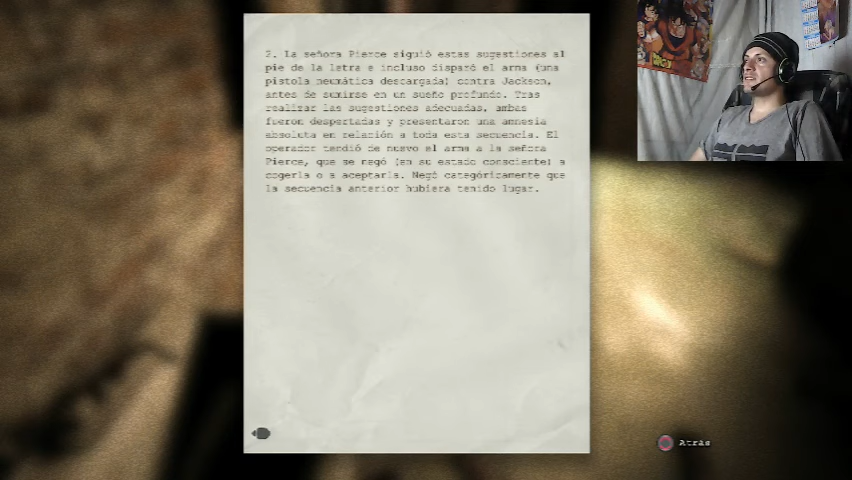 2. La señora Pierce siguió estas sugestiones al
pie de la letra e incluso disparó el arma (una
pistola neumática descargada) contra Jackson,
antes de sumirse en un sueño profundo. Tras
realizar las sugestiones adecuadas, ambas
fueron despertadas y presentaron una amnesia
absoluta en relación a toda esta secuencia. El
operador tendió de nuevo el arma a la señora
Pierce, que se negó (en su estado consciente) a
cogerla o a aceptarla. Negó categóricamente que
la secuencia anterior hubiera tenido lugar.
Atrás